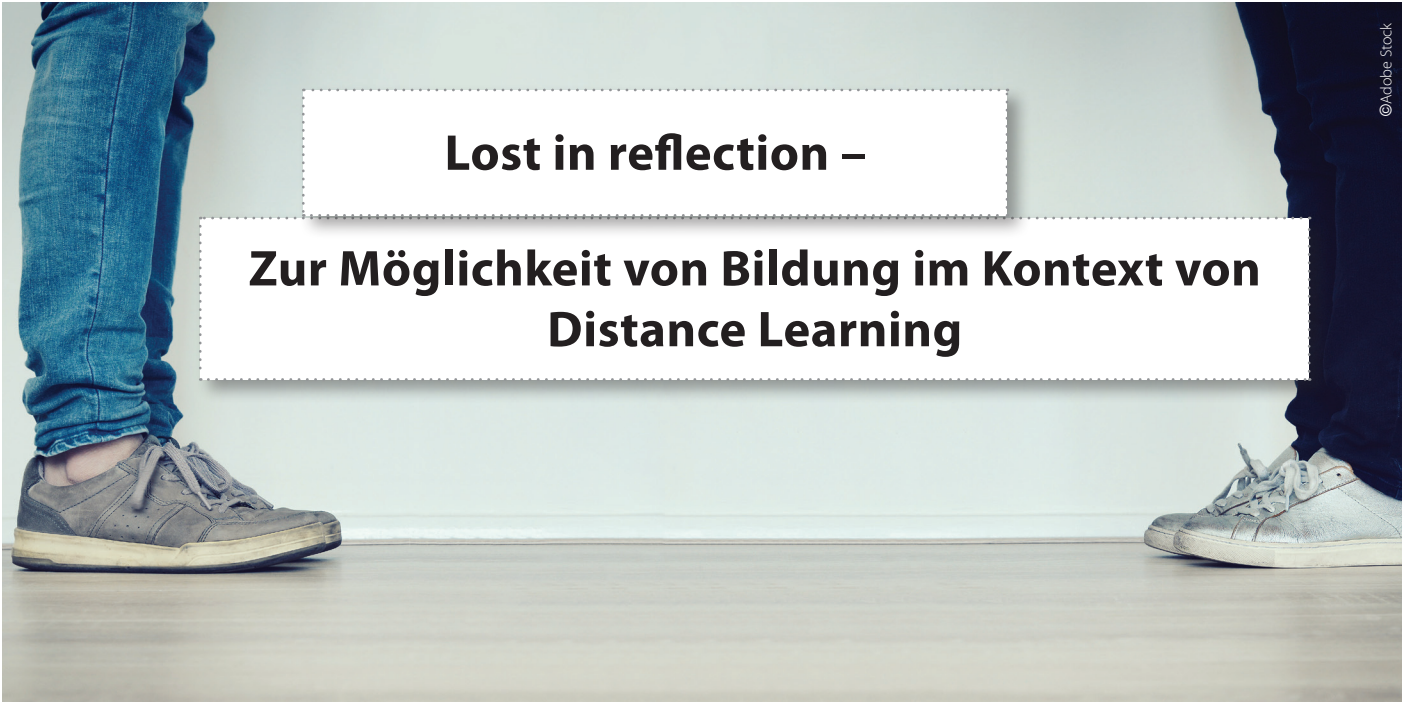 Lost in reflection –
Zur Möglichkeit von Bildung im Kontext von
Distance Learning
©Adobe Stock